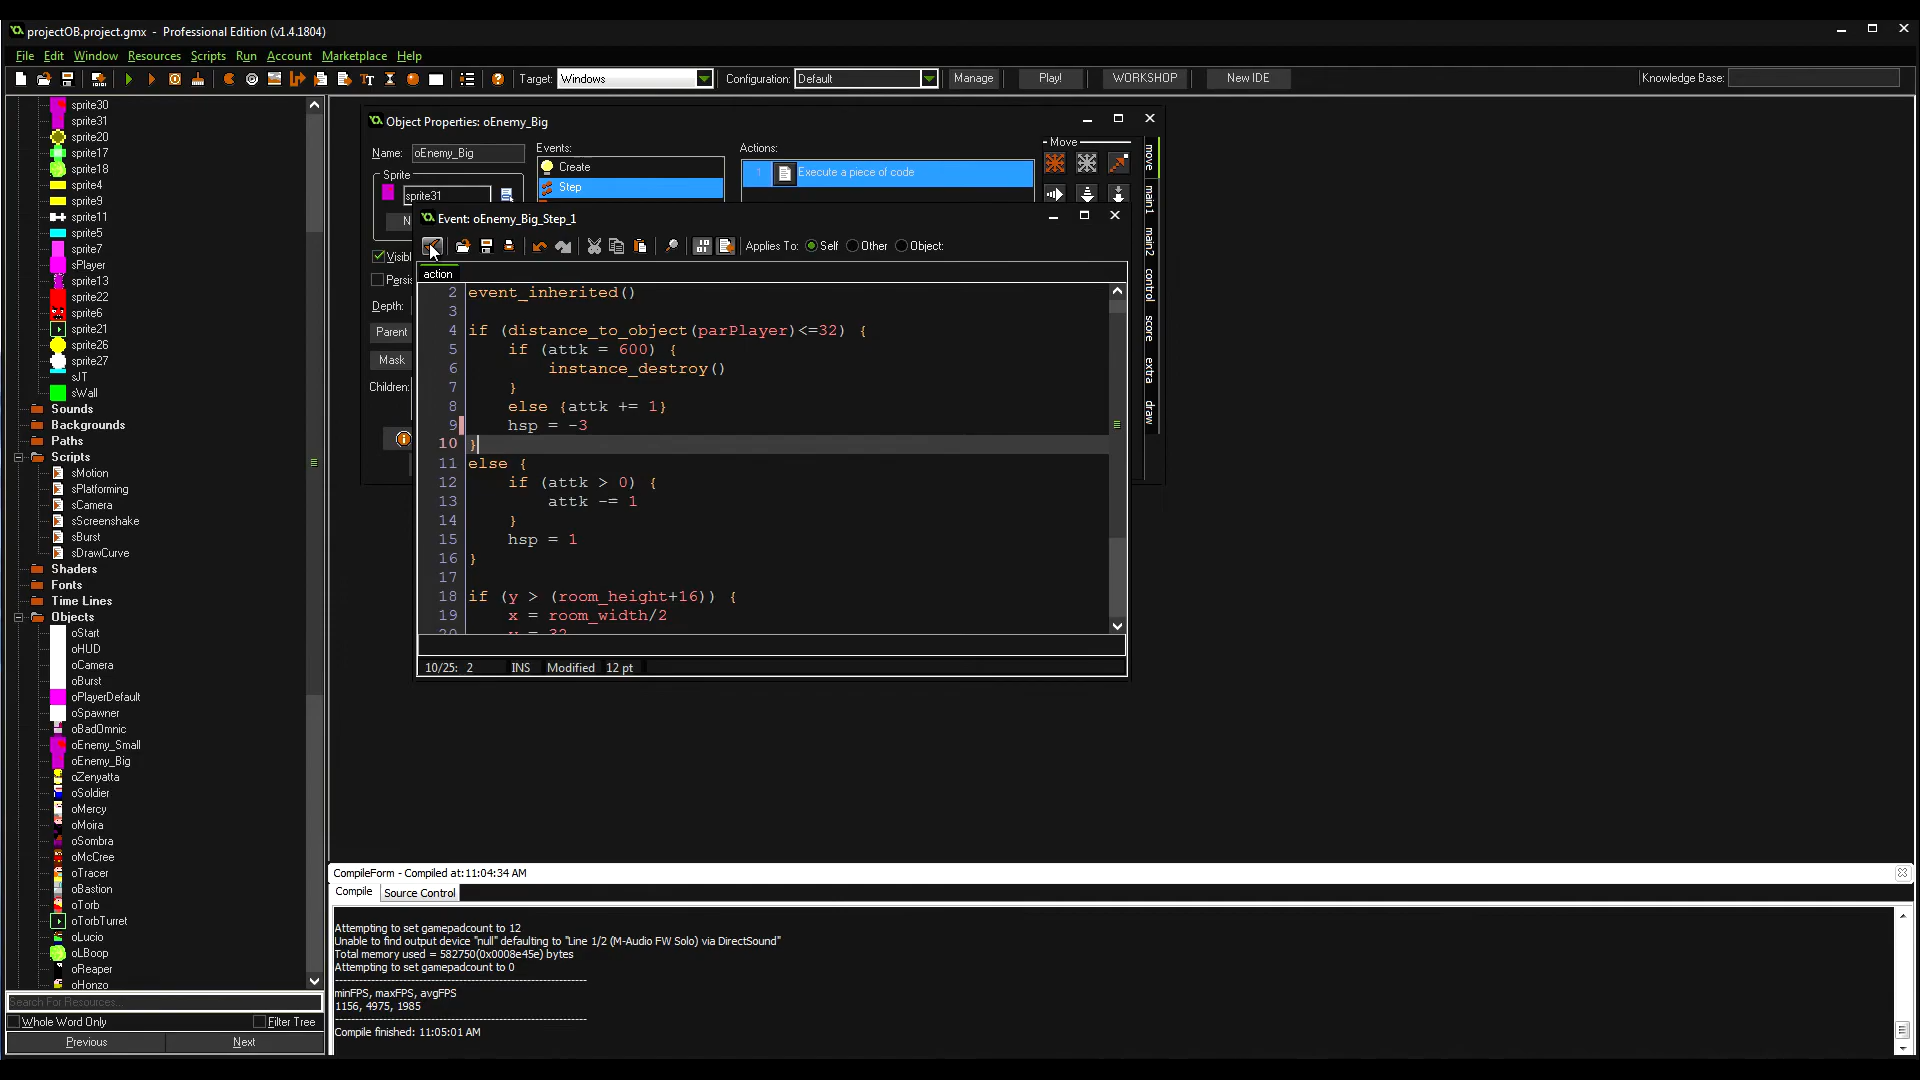 projectOB.project.gmx - Professional Edition (v1.4.1804)
File Edit Window Resources Scripts Run Account Marketplace Help
Target: Windows Configuration: Default Manage Play! WORKSHOP New IDE Knowledge Base:
sprite30
sprite31
sprite20
sprite17
sprite18
sprite4
sprite9
sprite11
sprite5
sprite7
sPlayer
sprite13
sprite22
sprite6
sprite21
sprite26
sprite27
sJT
sWall
Sounds
Backgrounds
Paths
Scripts
sMotion
sPlatforming
sCamera
sScreenshake
sBurst
sDrawCurve
Shaders
Fonts
Time Lines
Objects
oStart
oHUD
oCamera
oBurst
oPlayerDefault
oSpawner
oBadOmnic
oEnemy_Small
oEnemy_Big
oZenyatta
oSoldier
oMercy
oMoira
oSombra
oMcCree
oTracer
oBastion
oTorb
oTorbTurret
oLucio
oLBoop
oReaper
oHonzo
Search For Resources...
Whole Word Only Filter Tree
Previous Next
Object Properties: oEnemy_Big
Name: oEnemy_Big
Sprite
sprite31
N
Visibl
Persis
Depth:
Parent
Mask
Children:
Events:
Create
Step
Actions:
1 Execute a piece of code
Move
move
main1
main2
control
score
extra
draw
Event: oEnemy_Big_Step_1
Applies To: Self Other Object:
action
2 event_inherited()
3
4 if (distance_to_object(parPlayer)<=32) {
5 if (attk = 600) {
6 instance_destroy()
7 }
8 else {attk += 1}
9 hsp = -3
10 }
11 else {
12 if (attk > 0) {
13 attk -= 1
14 }
15 hsp = 1
16 }
17
18 if (y > (room_height+16)) {
19 x = room_width/2
20 y = 32
10/25: 2 INS Modified 12 pt
CompileForm - Compiled at:11:04:34 AM
Compile Source Control
Attempting to set gamepadcount to 12
Unable to find output device "null" defaulting to "Line 1/2 (M-Audio FW Solo) via DirectSound"
Total memory used = 582750(0x0008e45e) bytes
Attempting to set gamepadcount to 0
minFPS, maxFPS, avgFPS
1156, 4975, 1985
Compile finished: 11:05:01 AM